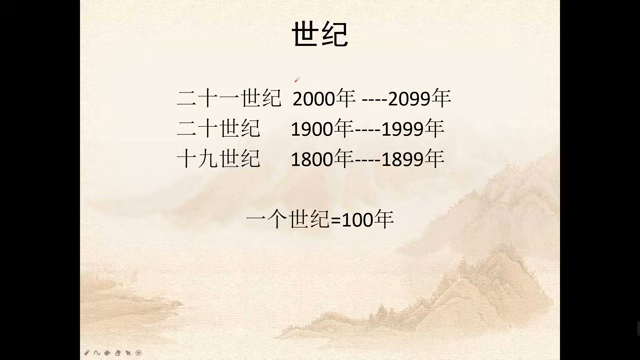 世纪
二十一世纪 2000年 ----2099年
二十世纪 1900年----1999年
十九世纪 1800年----1899年
一个世纪=100年